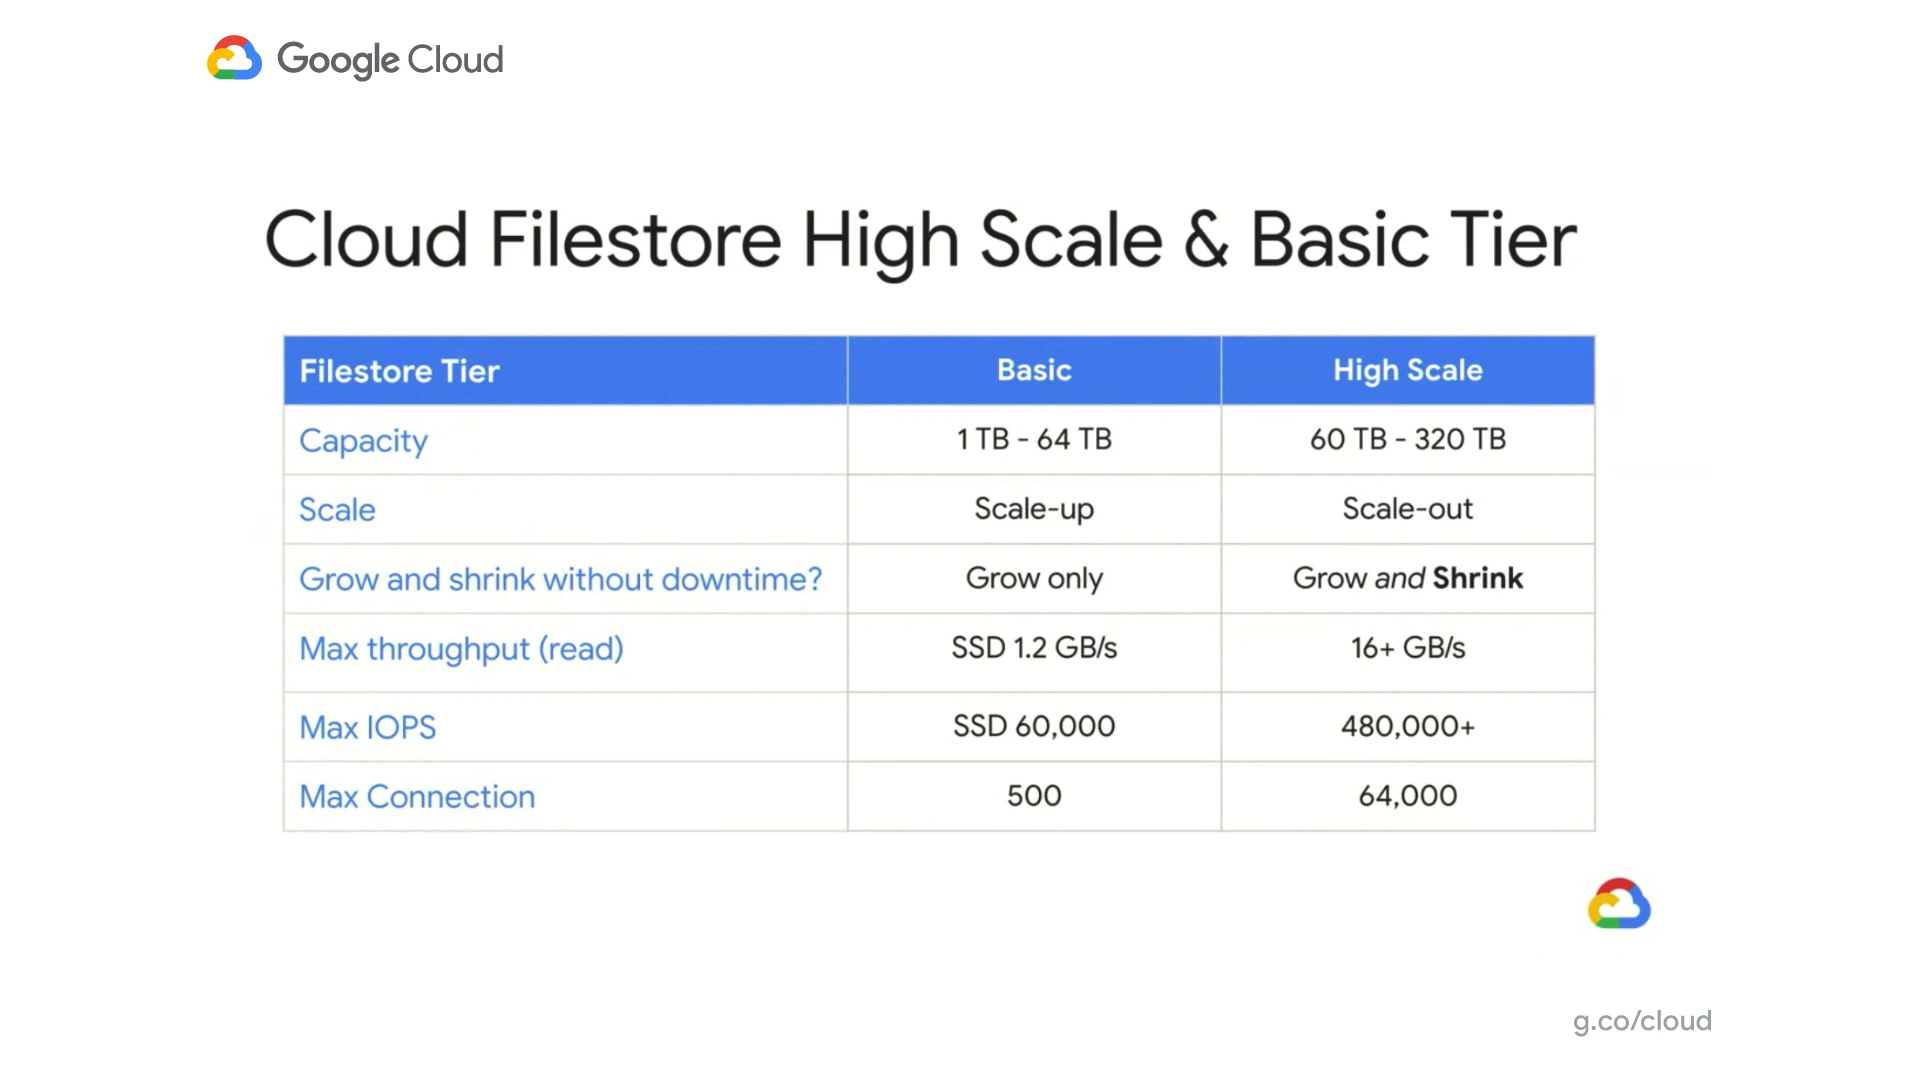 Google Cloud
Cloud Filestore High Scale & Basic Tier
Filestore Tier Basic High Scale
Capacity 1 TB - 64 TB 60 TB - 320 TB
Scale Scale-up Scale-out
Grow and shrink without downtime? Grow only Grow and Shrink
Max throughput (read) SSD 1.2 GB/s 16+ GB/s
Max IOPS SSD 60,000 480,000+
Max Connection 500 64,000
g.co/cloud